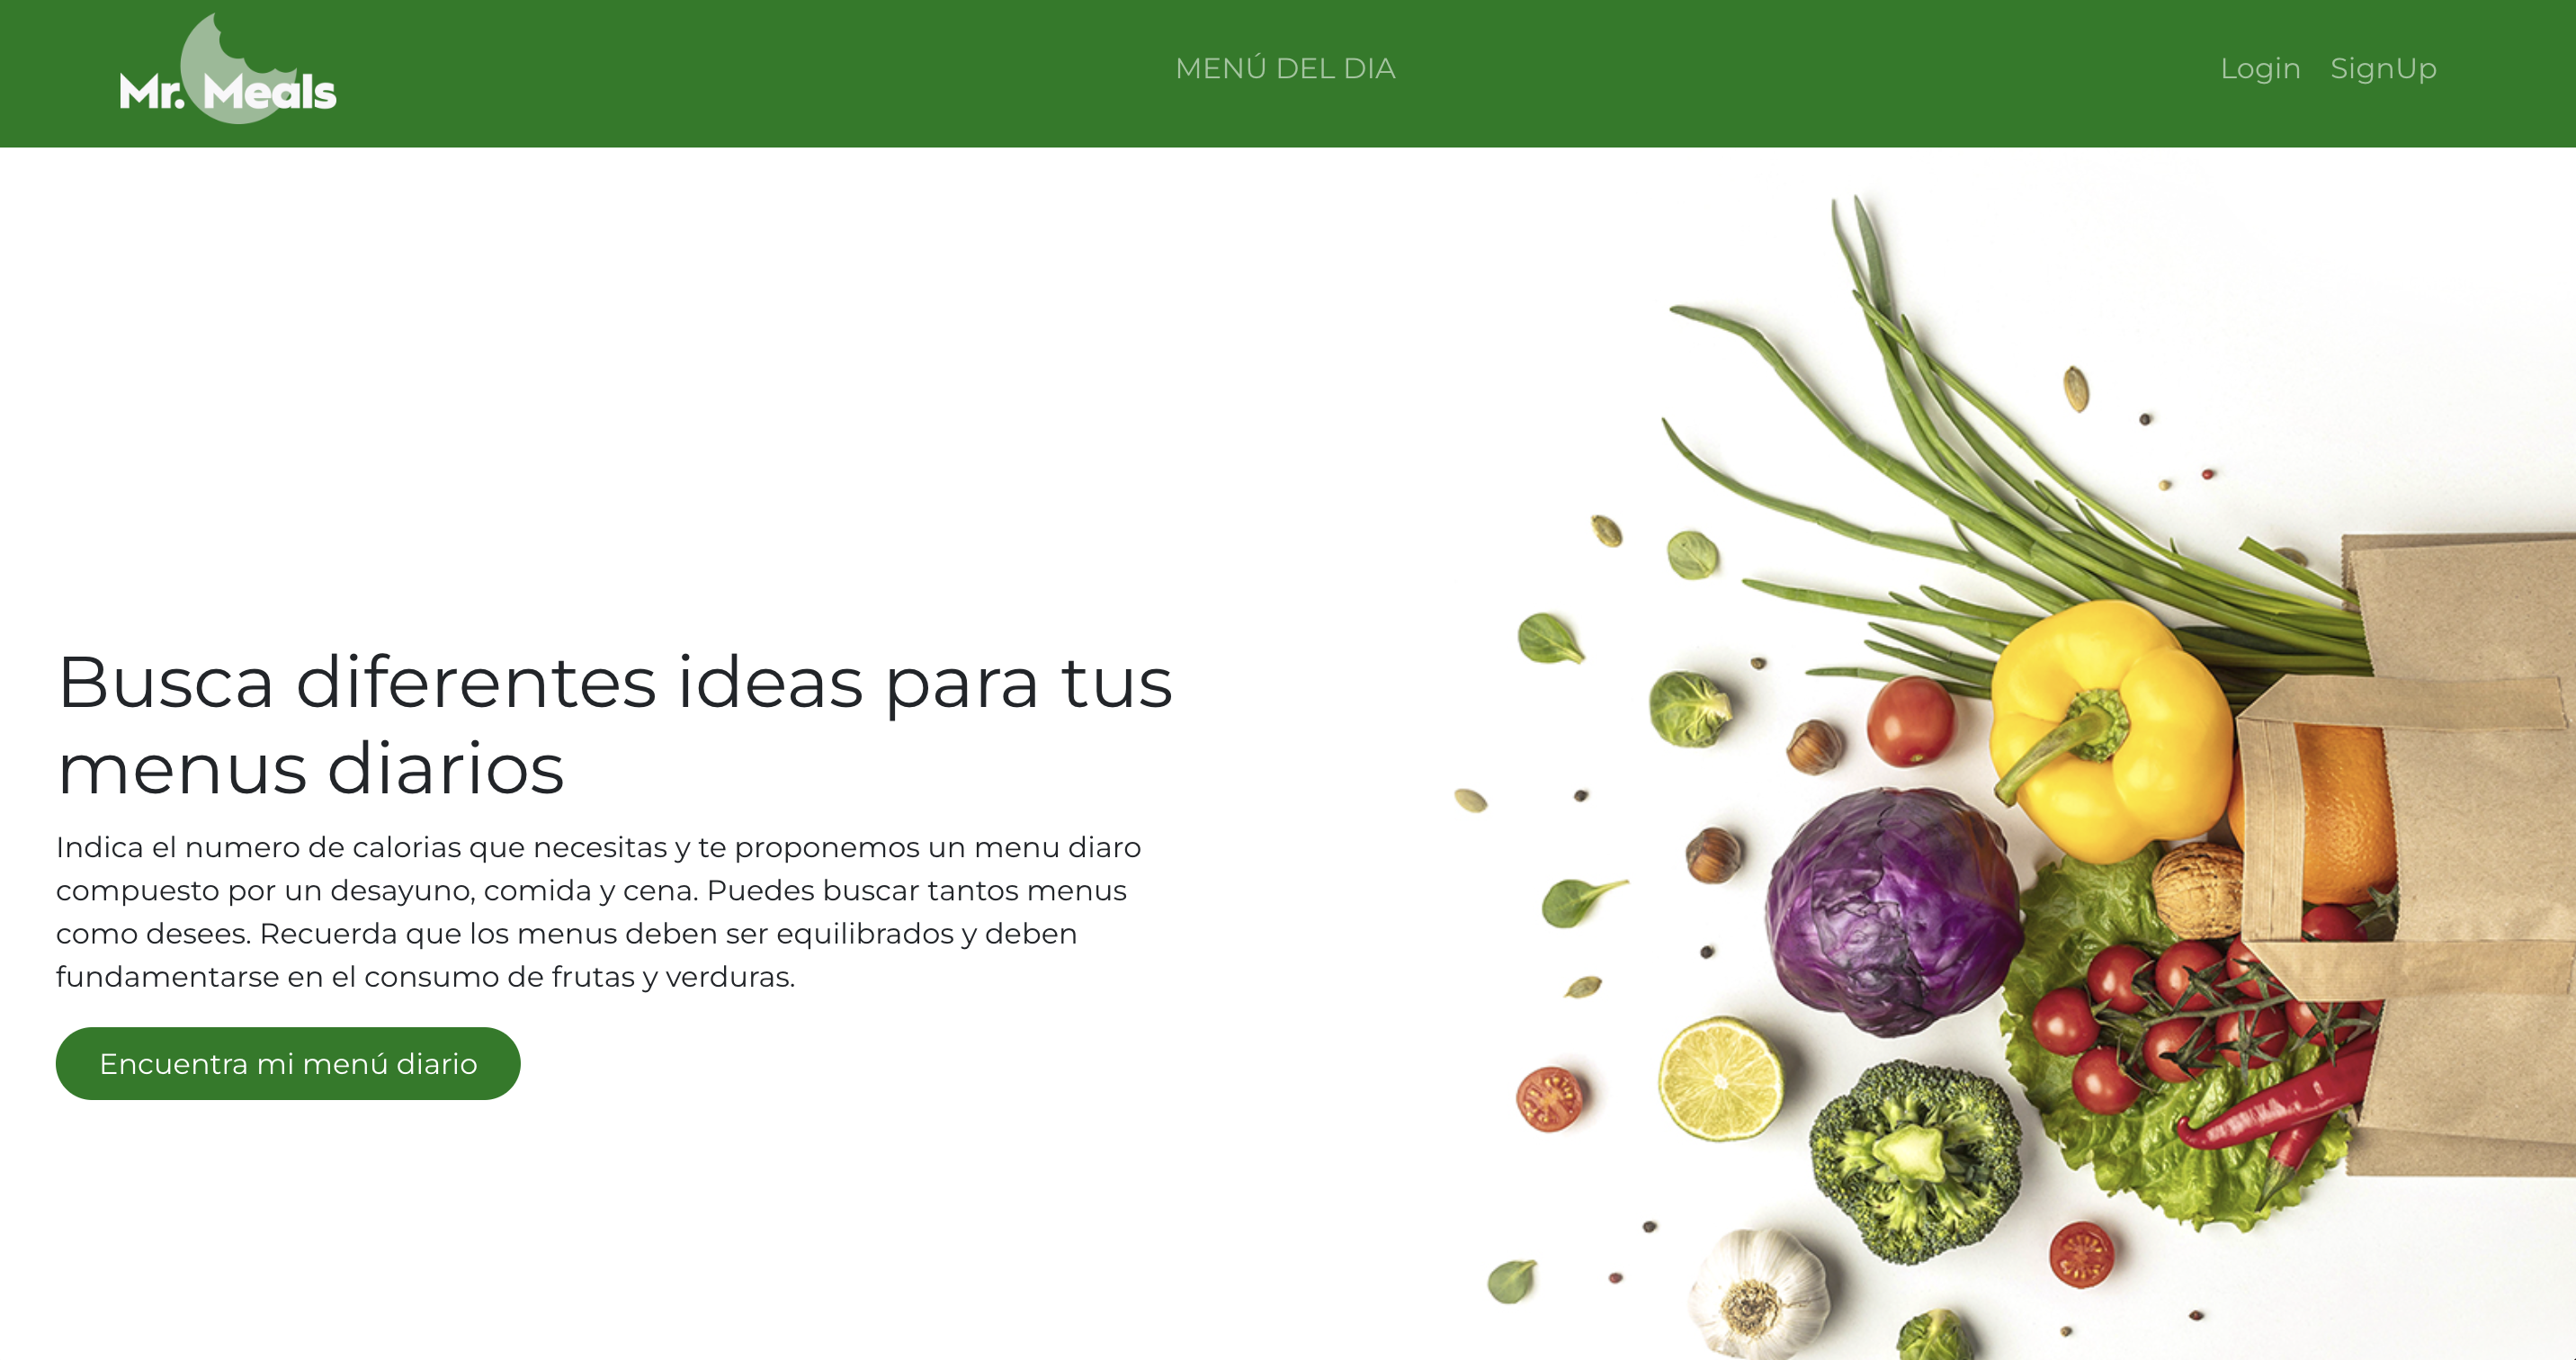 Mr. Meals
MENÚ DEL DIA
Login SignUp
Busca diferentes ideas para tus
menus diarios
Indica el numero de calorias que necesitas y te proponemos un menu diaro
compuesto por un desayuno, comida y cena. Puedes buscar tantos menus
como desees. Recuerda que los menus deben ser equilibrados y deben
fundamentarse en el consumo de frutas y verduras.
Encuentra mi menú diario